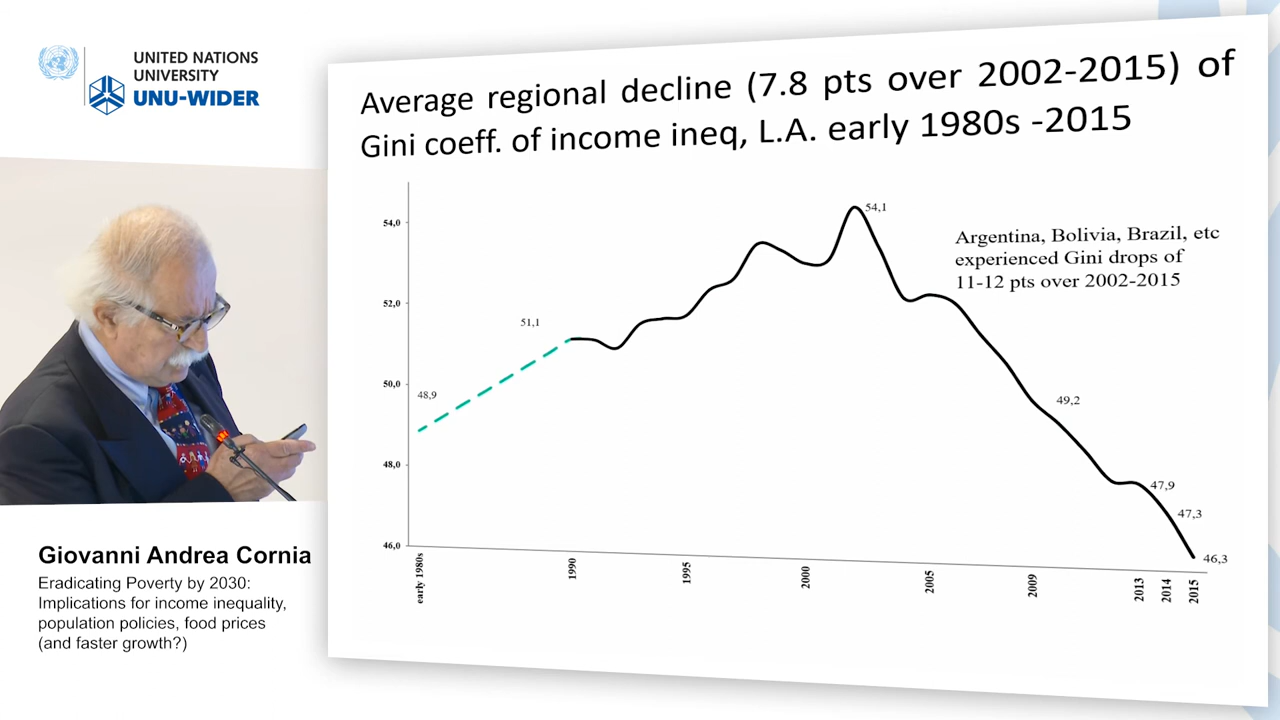 UNITED NATIONS
UNIVERSITY
UNU-WIDER
Average regional decline (7.8 pts over 2002-2015) of
Gini coeff. of income ineq, L.A. early 1980s -2015
54,0
52,0
50,0
48,0
46,0
48,9
51,1
54,1
49,2
47,9
47,3
46,3
Argentina, Bolivia, Brazil, etc
experienced Gini drops of
11-12 pts over 2002-2015
early 1980s
1990
1995
2000
2005
2009
2013
2014
2015
Giovanni Andrea Cornia
Eradicating Poverty by 2030:
Implications for income inequality,
population policies, food prices
(and faster growth?)